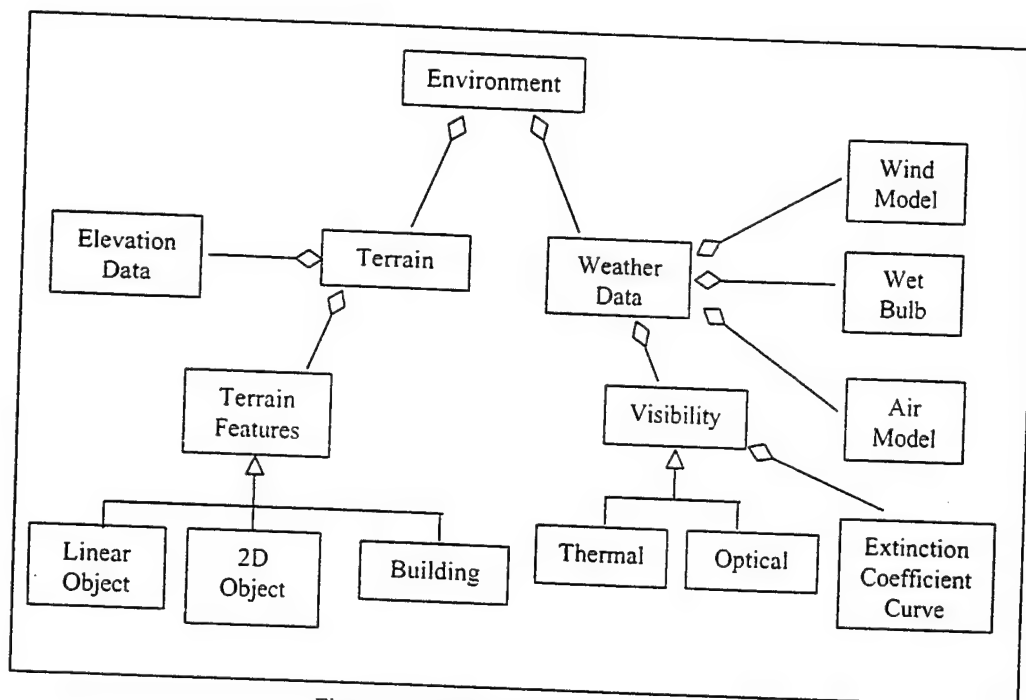 Environment
Wind
Model
Elevation
Data
Terrain
Weather
Data
Wet
Bulb
Terrain
Features
Visibility
Air
Model
Linear
Object
2D
Object
Building
Thermal
Optical
Extinction
Coefficient
Curve